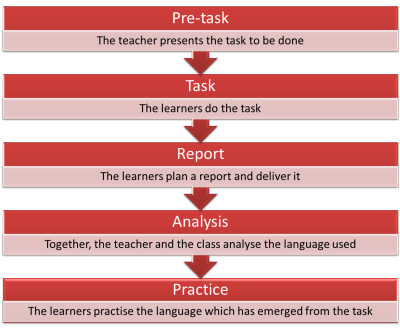 Pre-task
The teacher presents the task to be done
Task
The learners do the task
Report
The learners plan a report and deliver it
Analysis
Together, the teacher and the class analyse the language used
Practice
The learners practise the language which has emerged from the task